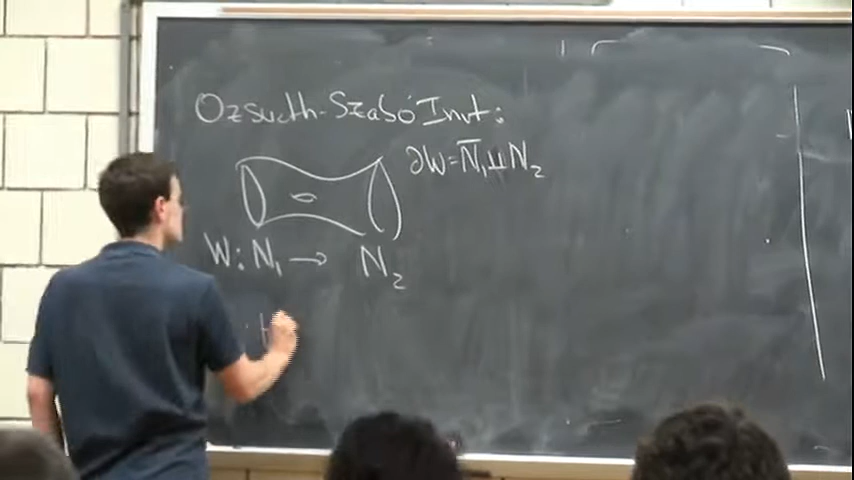 Ozsvath-Szabó Invt:
∂W = N̄₁ ⊔ N₂
W: N₁ → N₂